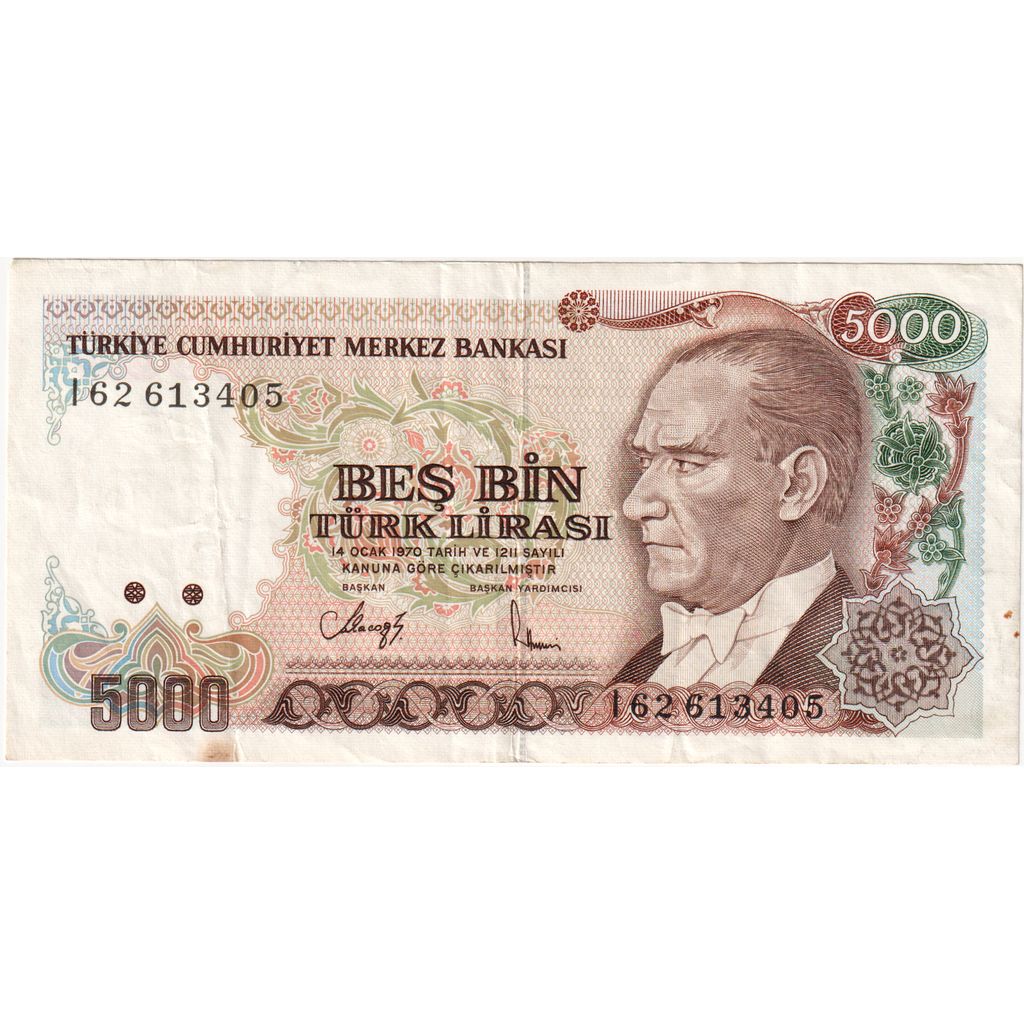 5000
TÜRKİYE CUMHURİYET MERKEZ BANKASI
I62 613405
BEŞ BİN
TÜRK LİRASI
14 OCAK 1970 TARİH VE 1211 SAYILI
KANUNA GÖRE ÇIKARILMIŞTIR
BAŞKAN BAŞKAN YARDIMCISI
5000
I62 613405